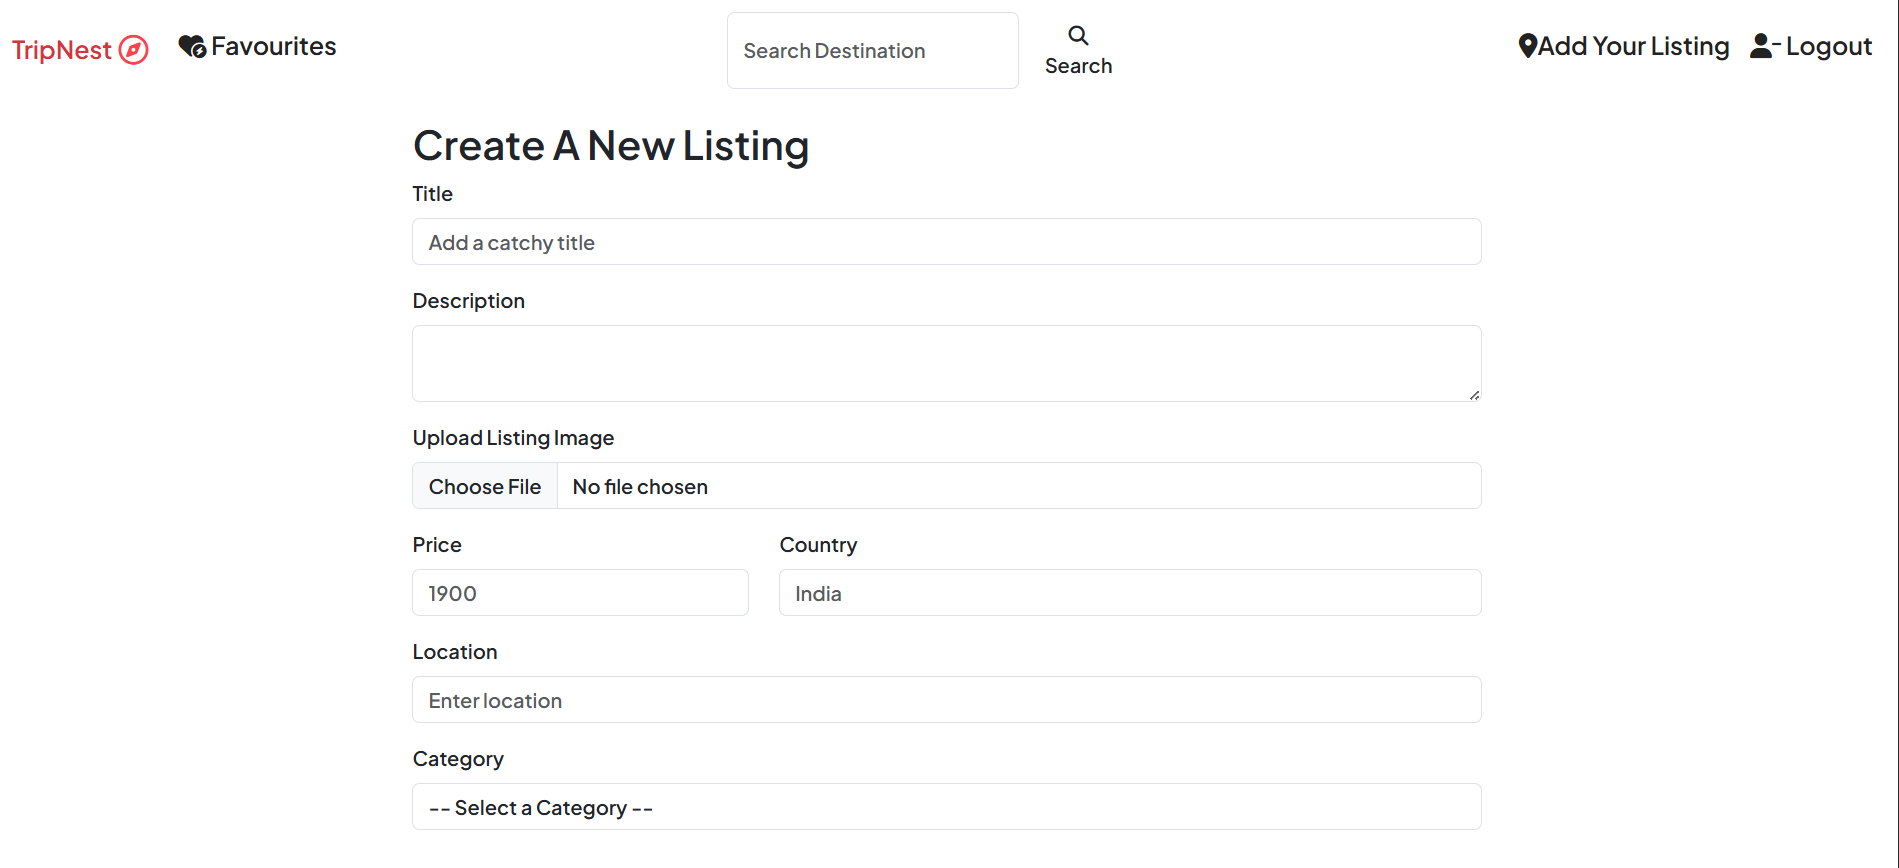 TripNest Favourites Search Destination Search Add Your Listing Logout
Create A New Listing
Title
Add a catchy title
Description
Upload Listing Image
Choose File No file chosen
Price Country
1900 India
Location
Enter location
Category
-- Select a Category --